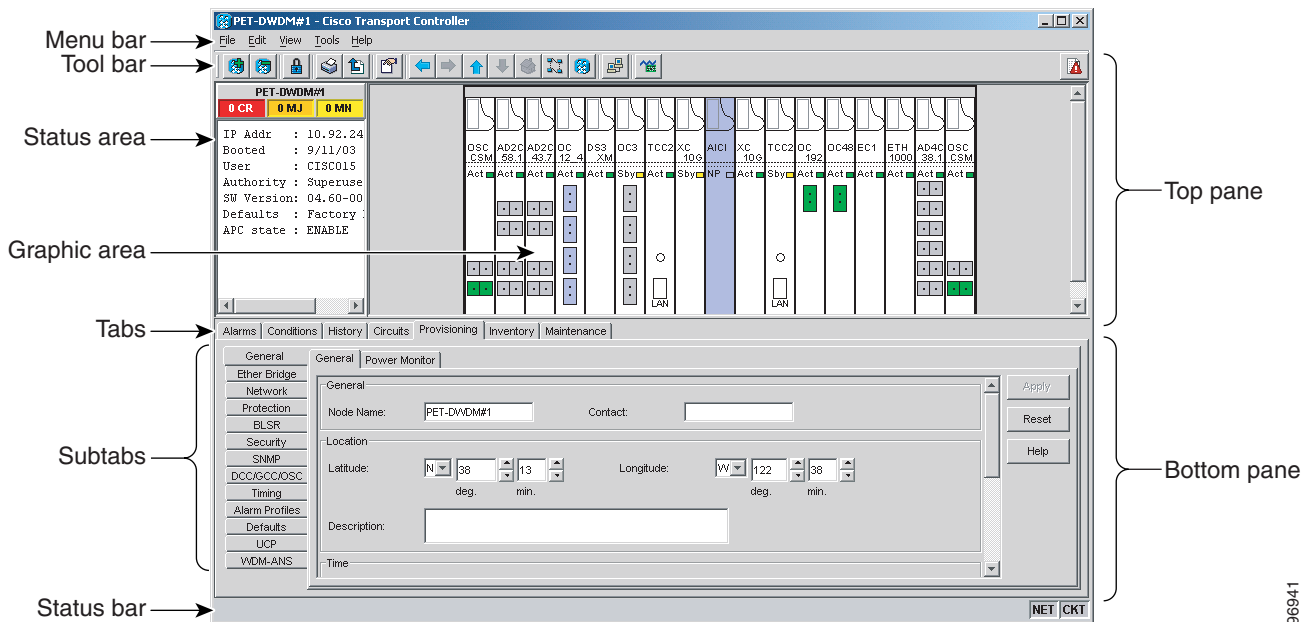 PET-DWDM#1 - Cisco Transport Controller
Menu bar
File Edit View Tools Help
Tool bar
PET-DWDM#1
0 CR 0 MJ 0 MN
Status area
IP Addr : 10.92.24
Booted : 9/11/03
User : CISCO15
Authority : Superuse
SW Version: 04.60-00
Defaults : Factory
APC state : ENABLE
OSC CSM
AD2C 58.1
AD2C 43.7
OC 12_4
DS3 XM
OC3
TCC2
XC 10G
AICI
XC 10G
TCC2
OC 192
OC48
EC1
ETH 1000
AD4C 38.1
OSC CSM
Act Act Act Act Act Sby Act Sby NP Act Sby Act Act Act Act Act Act
LAN LAN
Top pane
Graphic area
Tabs
Alarms Conditions History Circuits Provisioning Inventory Maintenance
Subtabs
General
Ether Bridge
Network
Protection
BLSR
Security
SNMP
DCC/GCC/OSC
Timing
Alarm Profiles
Defaults
UCP
WDM-ANS
General Power Monitor
General
Node Name: PET-DWDM#1 Contact:
Location
Latitude: N 38 13 Longitude: W 122 38
deg. min. deg. min.
Description:
Time
Apply
Reset
Help
Bottom pane
Status bar
NET CKT
96941